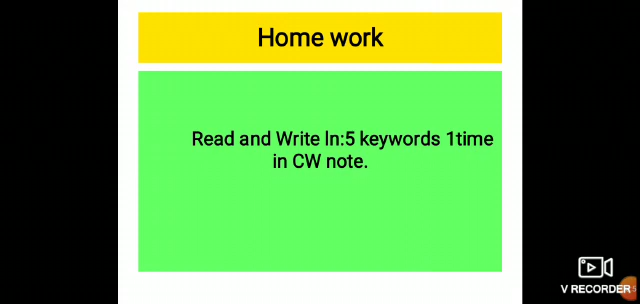 Home work
Read and Write ln:5 keywords 1time
in CW note.
V RECORDER